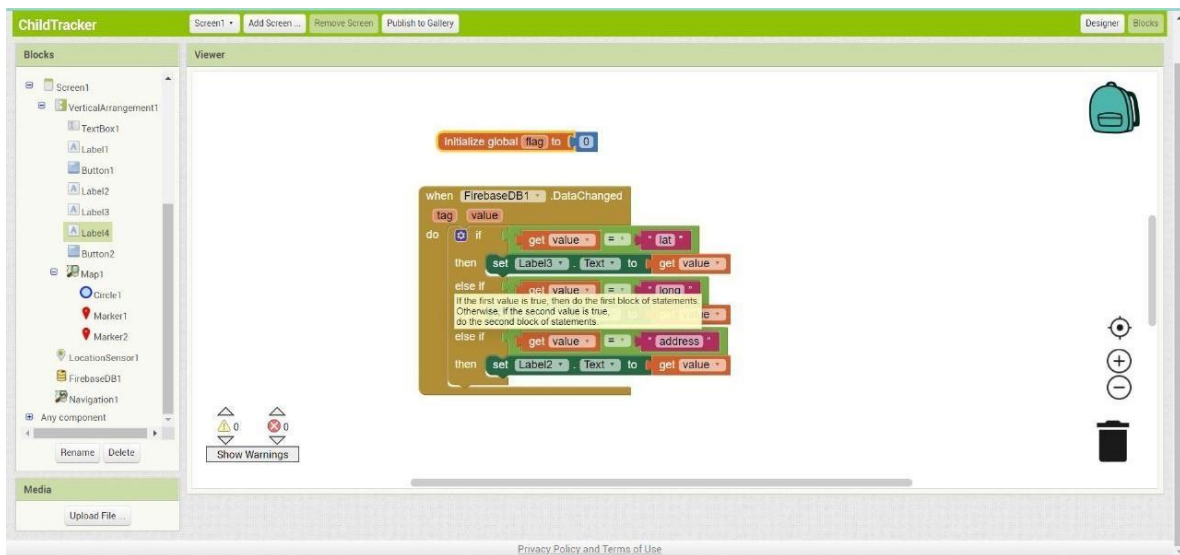 ChildTracker
Screen1
Add Screen ...
Remove Screen
Publish to Gallery
Designer
Blocks
Blocks
Viewer
Screen1
VerticalArrangement1
TextBox1
A Label1
Button1
A Label2
A Label3
A Label4
Button2
Map1
Circle1
Marker1
Marker2
LocationSensor1
FirebaseDB1
Navigation1
Any component
Rename
Delete
Media
Upload File ...
initialize global flag to 0
when FirebaseDB1 .DataChanged
tag value
do if get value = " lat "
then set Label3 . Text to get value
else if get value = " long "
If the first value is true, then do the first block of statements.
Otherwise, if the second value is true,
do the second block of statements.
else if get value = " address "
then set Label2 . Text to get value
0 0
Show Warnings
Privacy Policy and Terms of Use